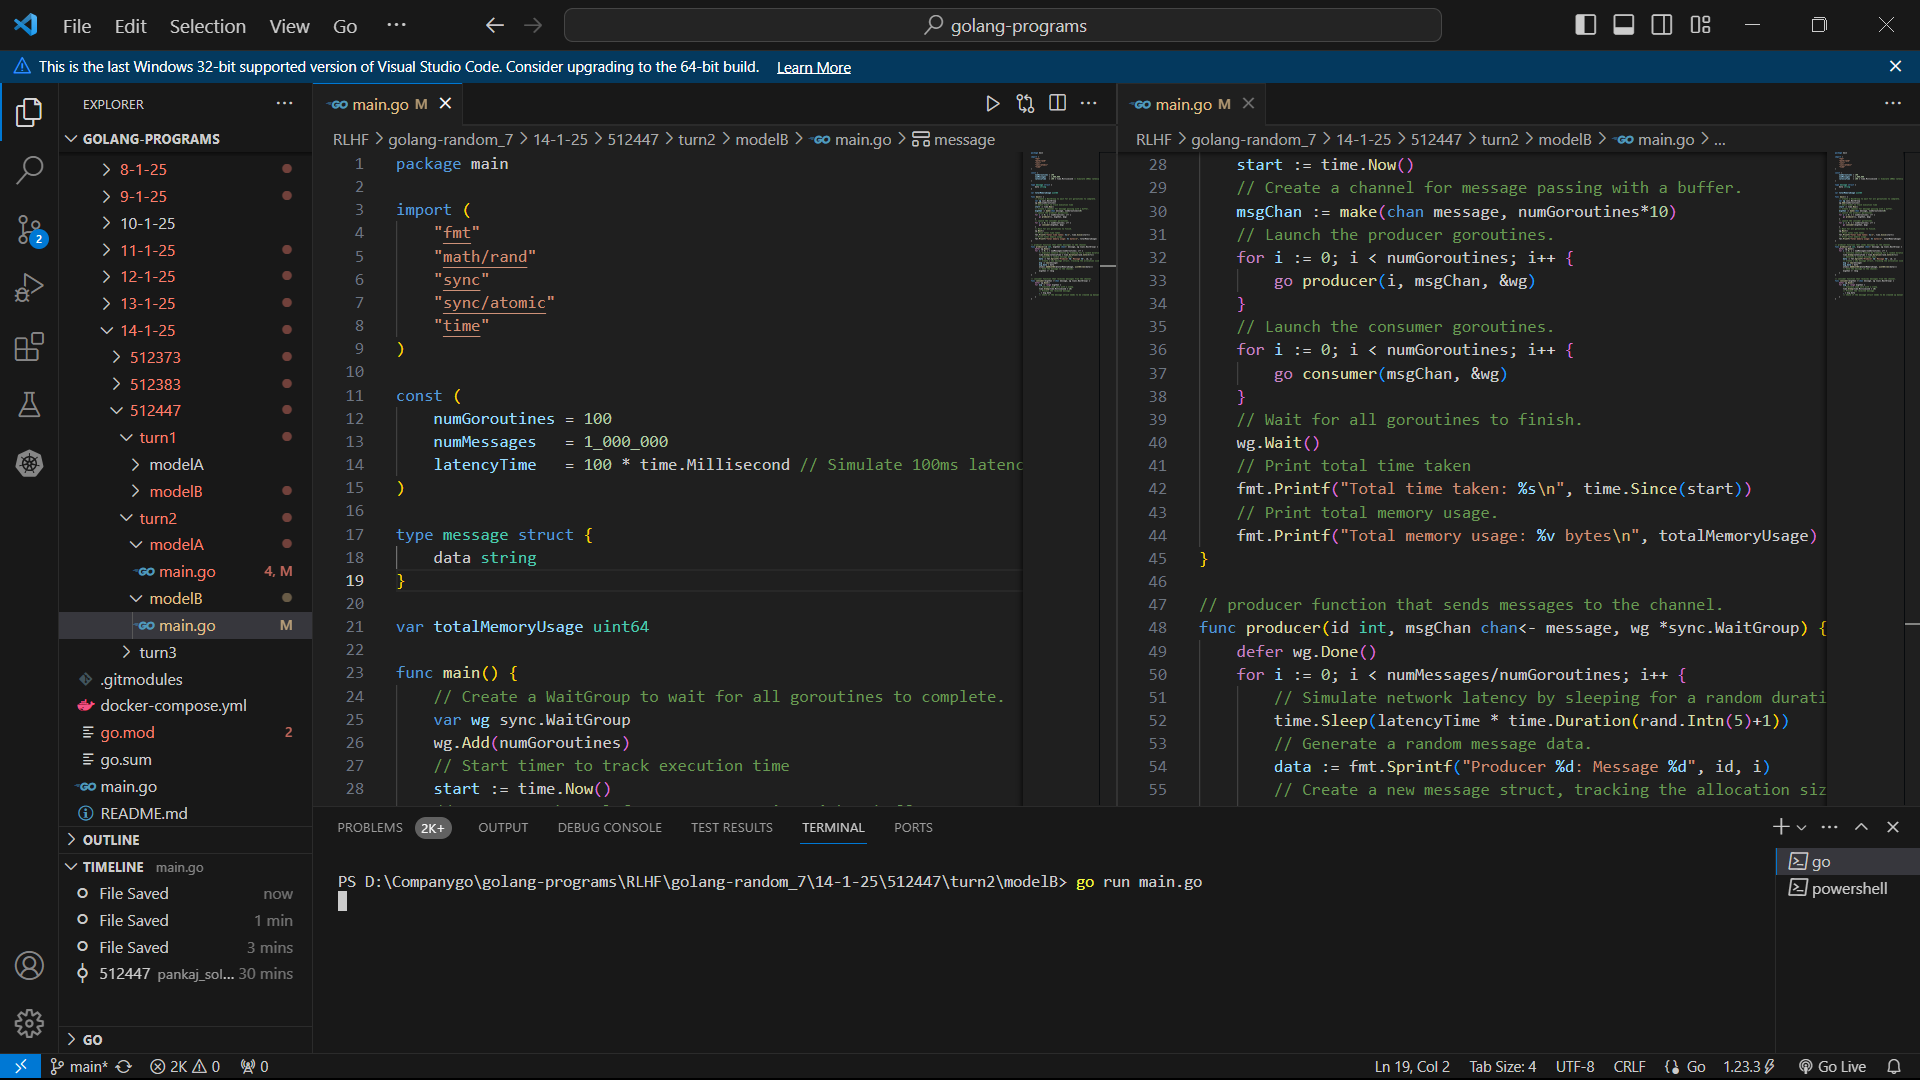 File Edit Selection View Go ···
golang-programs
This is the last Windows 32-bit supported version of Visual Studio Code. Consider upgrading to the 64-bit build. Learn More
EXPLORER
GOLANG-PROGRAMS
8-1-25
9-1-25
10-1-25
11-1-25
12-1-25
13-1-25
14-1-25
512373
512383
512447
turn1
modelA
modelB
turn2
modelA
main.go 4, M
modelB
main.go M
turn3
.gitmodules
docker-compose.yml
go.mod 2
go.sum
main.go
README.md
OUTLINE
TIMELINE main.go
File Saved now
File Saved 1 min
File Saved 3 mins
512447 pankaj_sol... 30 mins
GO
main.go M
RLHF > golang-random_7 > 14-1-25 > 512447 > turn2 > modelB > main.go > message
1 package main
2
3 import (
4 "fmt"
5 "math/rand"
6 "sync"
7 "sync/atomic"
8 "time"
9 )
10
11 const (
12 numGoroutines = 100
13 numMessages = 1_000_000
14 latencyTime = 100 * time.Millisecond // Simulate 100ms latenc
15 )
16
17 type message struct {
18 data string
19 }
20
21 var totalMemoryUsage uint64
22
23 func main() {
24 // Create a WaitGroup to wait for all goroutines to complete.
25 var wg sync.WaitGroup
26 wg.Add(numGoroutines)
27 // Start timer to track execution time
28 start := time.Now()
main.go M
RLHF > golang-random_7 > 14-1-25 > 512447 > turn2 > modelB > main.go > ...
28 start := time.Now()
29 // Create a channel for message passing with a buffer.
30 msgChan := make(chan message, numGoroutines*10)
31 // Launch the producer goroutines.
32 for i := 0; i < numGoroutines; i++ {
33 go producer(i, msgChan, &wg)
34 }
35 // Launch the consumer goroutines.
36 for i := 0; i < numGoroutines; i++ {
37 go consumer(msgChan, &wg)
38 }
39 // Wait for all goroutines to finish.
40 wg.Wait()
41 // Print total time taken
42 fmt.Printf("Total time taken: %s\n", time.Since(start))
43 // Print total memory usage.
44 fmt.Printf("Total memory usage: %v bytes\n", totalMemoryUsage)
45 }
46
47 // producer function that sends messages to the channel.
48 func producer(id int, msgChan chan<- message, wg *sync.WaitGroup) {
49 defer wg.Done()
50 for i := 0; i < numMessages/numGoroutines; i++ {
51 // Simulate network latency by sleeping for a random durati
52 time.Sleep(latencyTime * time.Duration(rand.Intn(5)+1))
53 // Generate a random message data.
54 data := fmt.Sprintf("Producer %d: Message %d", id, i)
55 // Create a new message struct, tracking the allocation siz
PROBLEMS 2K+ OUTPUT DEBUG CONSOLE TEST RESULTS TERMINAL PORTS
PS D:\Companygo\golang-programs\RLHF\golang-random_7\14-1-25\512447\turn2\modelB> go run main.go
go
powershell
2
main* 2K 0 0 Ln 19, Col 2 Tab Size: 4 UTF-8 CRLF Go 1.23.3 Go Live